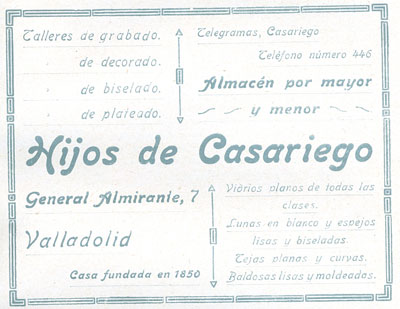 Talleres de grabado.
" de decorado.
" de biselado.
" de plateado.
Telegramas, Casariego
Teléfono número 446
Almacén por mayor
y menor
Hijos de Casariego
General Almirante, 7
Valladolid
Casa fundada en 1850
Vidrios planos de todas las
clases.
Lunas en blanco y espejos
lisas y biseladas.
Tejas planas y curvas.
Baldosas lisas y moldeadas.